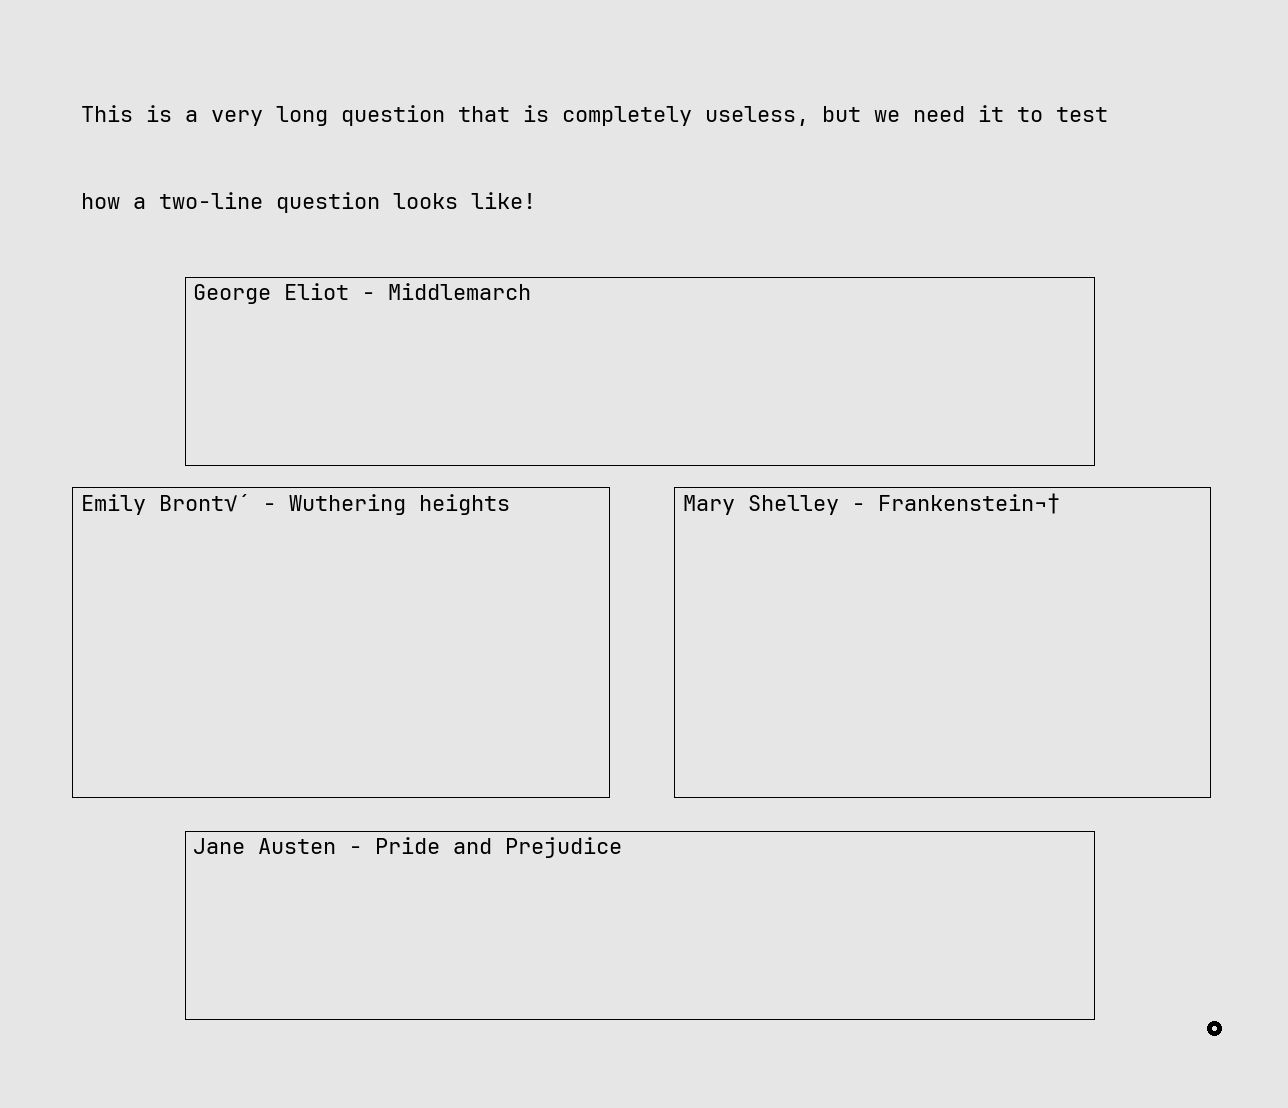 This is a very long question that is completely useless, but we need it to test
how a two-line question looks like!
George Eliot - Middlemarch
Emily Bront√´ - Wuthering heights
Mary Shelley - Frankenstein¬†
Jane Austen - Pride and Prejudice